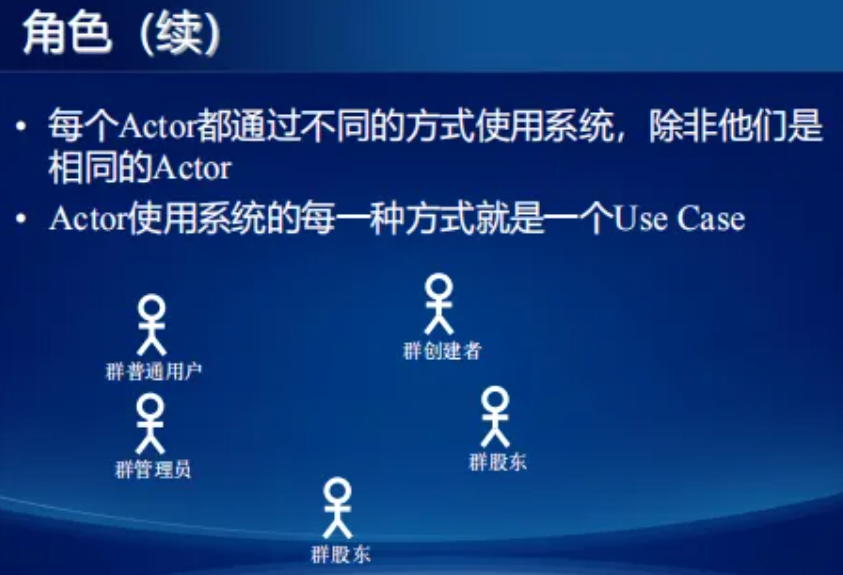 角色（续）
• 每个Actor都通过不同的方式使用系统，除非他们是
相同的Actor
• Actor使用系统的每一种方式就是一个Use Case
群创建者
群普通用户
群股东
群管理员
群股东